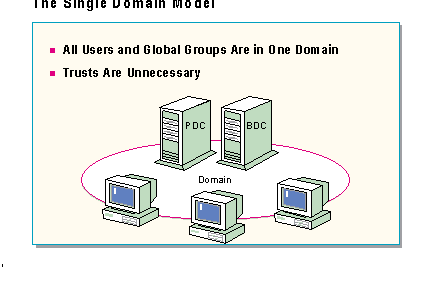 The Single Domain Model
All Users and Global Groups Are in One Domain
Trusts Are Unnecessary
PDC BDC
Domain